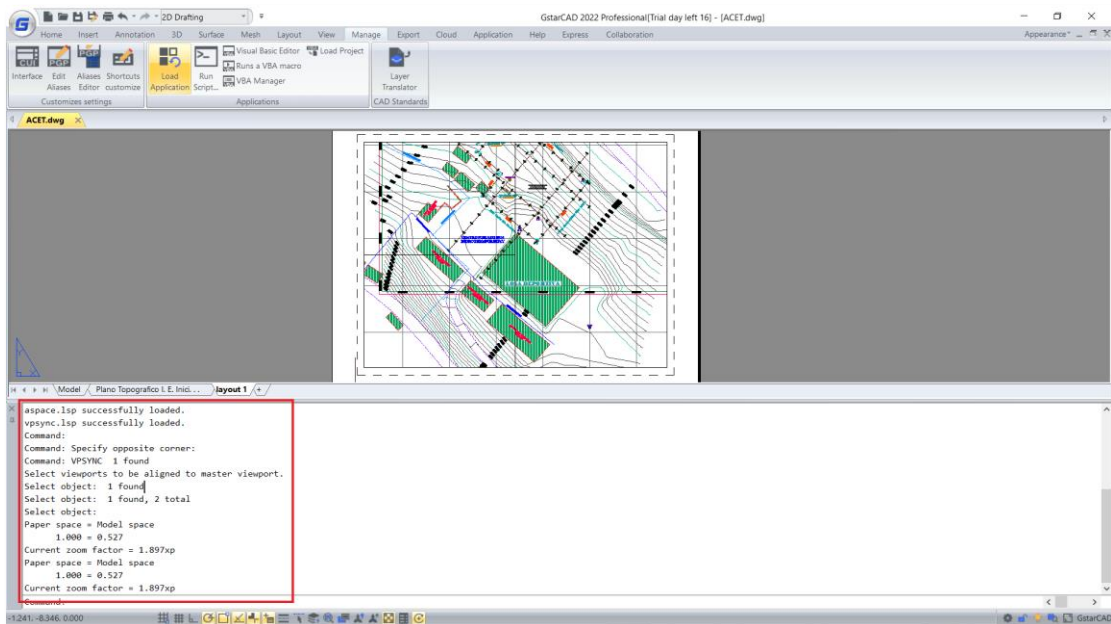 2D Drafting
GstarCAD 2022 Professional[Trial day left 16] - [ACET.dwg]
Home Insert Annotation 3D Surface Mesh Layout View Manage Export Cloud Application Help Express Collaboration
Appearance
CUI PGP PGP
Interface Edit Aliases Aliases Editor Shortcuts customize
Load Application Run Script...
Visual Basic Editor Load Project
Runs a VBA macro
VBA Manager
Layer Translator
Customizes settings Applications CAD Standards
ACET.dwg
Model Plano Topografico I. E. Inici. . . layout 1 +
aspace.lsp successfully loaded.
vpsync.lsp successfully loaded.
Command:
Command: Specify opposite corner:
Command: VPSYNC 1 found
Select viewports to be aligned to master viewport.
Select object: 1 found
Select object: 1 found, 2 total
Select object:
Paper space = Model space
1.000 = 0.527
Current zoom factor = 1.897xp
Paper space = Model space
1.000 = 0.527
Current zoom factor = 1.897xp
Command:
-1.241, -8.346, 0.000
GstarCAD